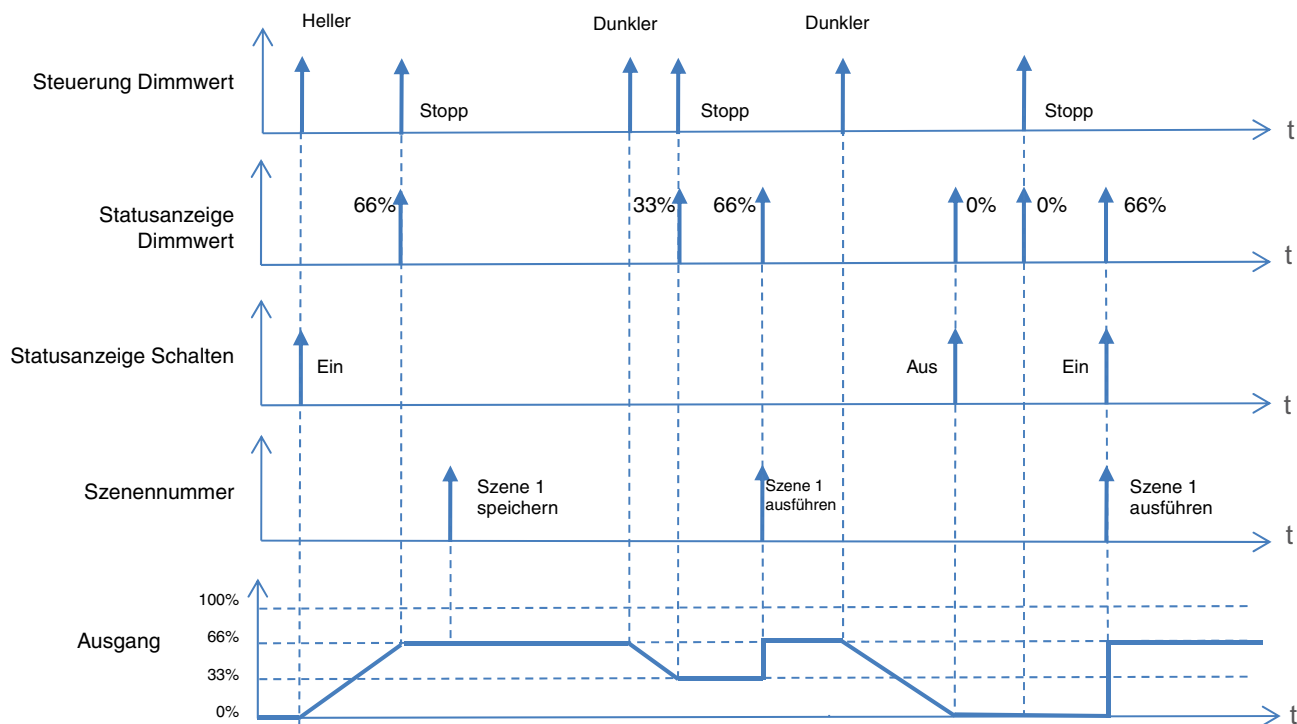 Heller
Dunkler
Dunkler
Steuerung Dimmwert
Stopp
Stopp
Stopp
t
Statusanzeige
Dimmwert
66%
33%
66%
0%
0%
66%
t
Statusanzeige Schalten
Ein
Aus
Ein
t
Szenennummer
Szene 1
speichern
Szene 1
ausführen
Szene 1
ausführen
t
Ausgang
100%
66%
33%
0%
t